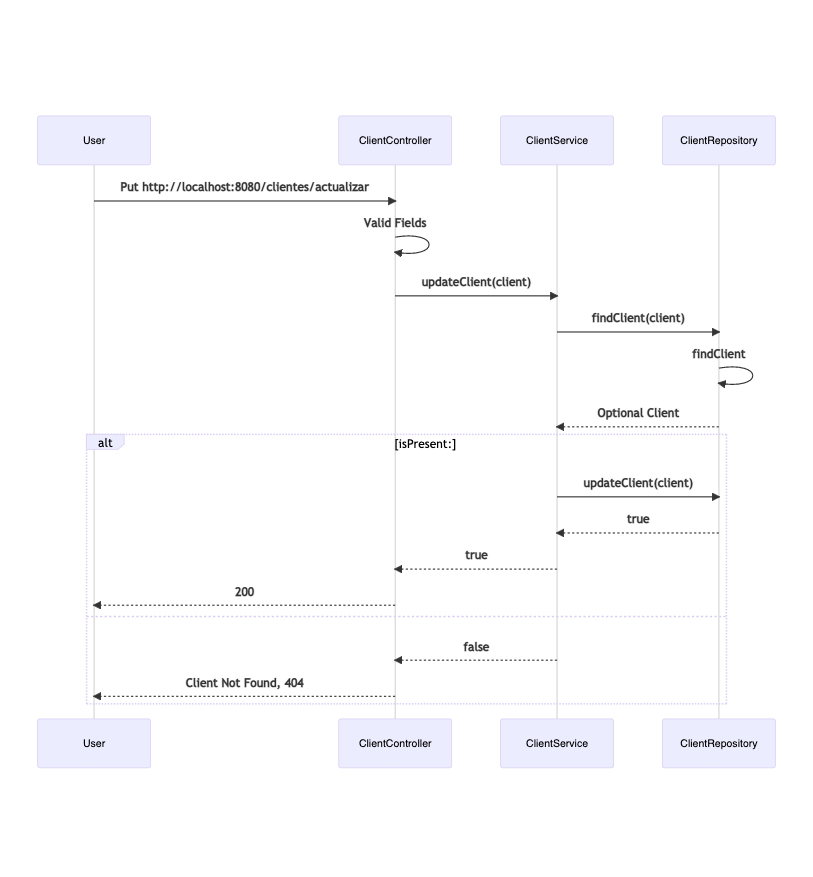 User
ClientController
ClientService
ClientRepository
Put http://localhost:8080/clientes/actualizar
Valid Fields
updateClient(client)
findClient(client)
findClient
Optional Client
alt
[isPresent:]
updateClient(client)
true
true
200
false
Client Not Found, 404
User
ClientController
ClientService
ClientRepository